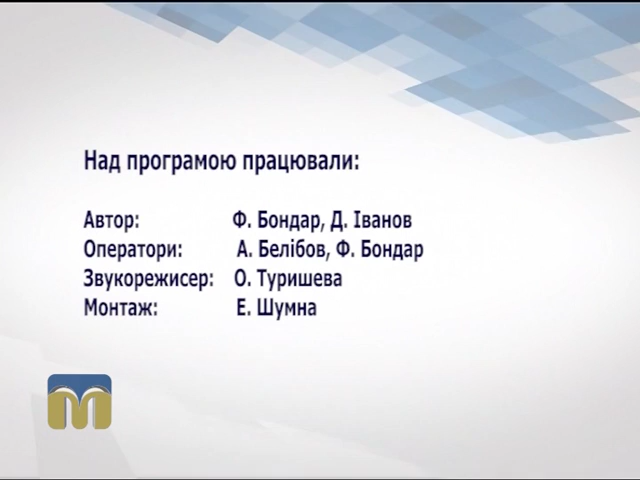 Над програмою працювали:
Автор: Ф. Бондар, Д. Іванов
Оператори: А. Белібов, Ф. Бондар
Звукорежисер: О. Туришева
Монтаж: Е. Шумна